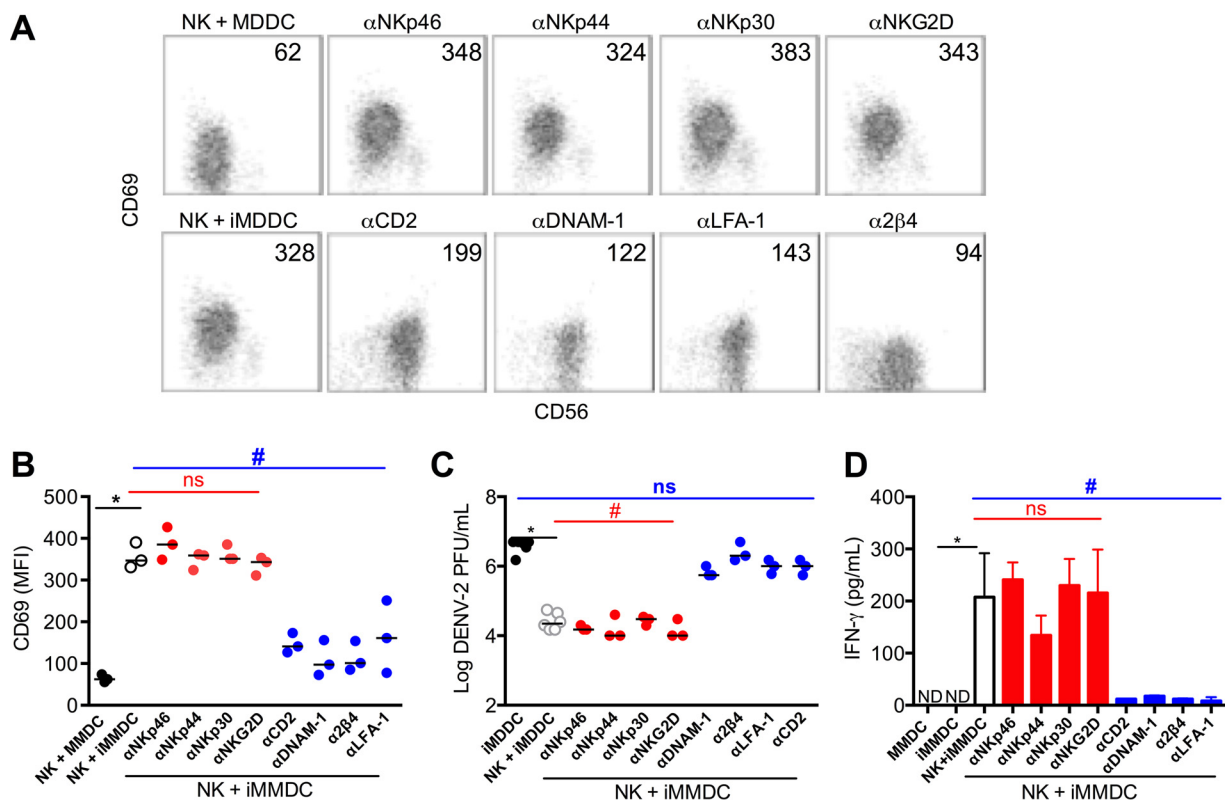 A
NK + MDDC αNKp46 αNKp44 αNKp30 αNKG2D
62 348 324 383 343
CD69
NK + iMDDC αCD2 αDNAM-1 αLFA-1 α2β4
328 199 122 143 94
CD56
B
#
ns
*
CD69 (MFI)
500
400
300
200
100
0
NK + MMDC
NK + iMMDC
αNKp46
αNKp44
αNKp30
αNKG2D
αCD2
αDNAM-1
α2β4
αLFA-1
NK + iMMDC
C
ns
#
*
Log DENV-2 PFU/mL
8
6
4
2
iMDDC
NK + iMDDC
αNKp46
αNKp44
αNKp30
αNKG2D
αDNAM-1
α2β4
αLFA-1
αCD2
NK + iMMDC
D
#
ns
*
IFN-γ (pg/mL)
400
300
200
100
0
ND ND
MMDC
iMMDC
NK+iMMDC
αNKp46
αNKp44
αNKp30
αNKG2D
αCD2
αDNAM-1
α2β4
αLFA-1
NK + iMMDC